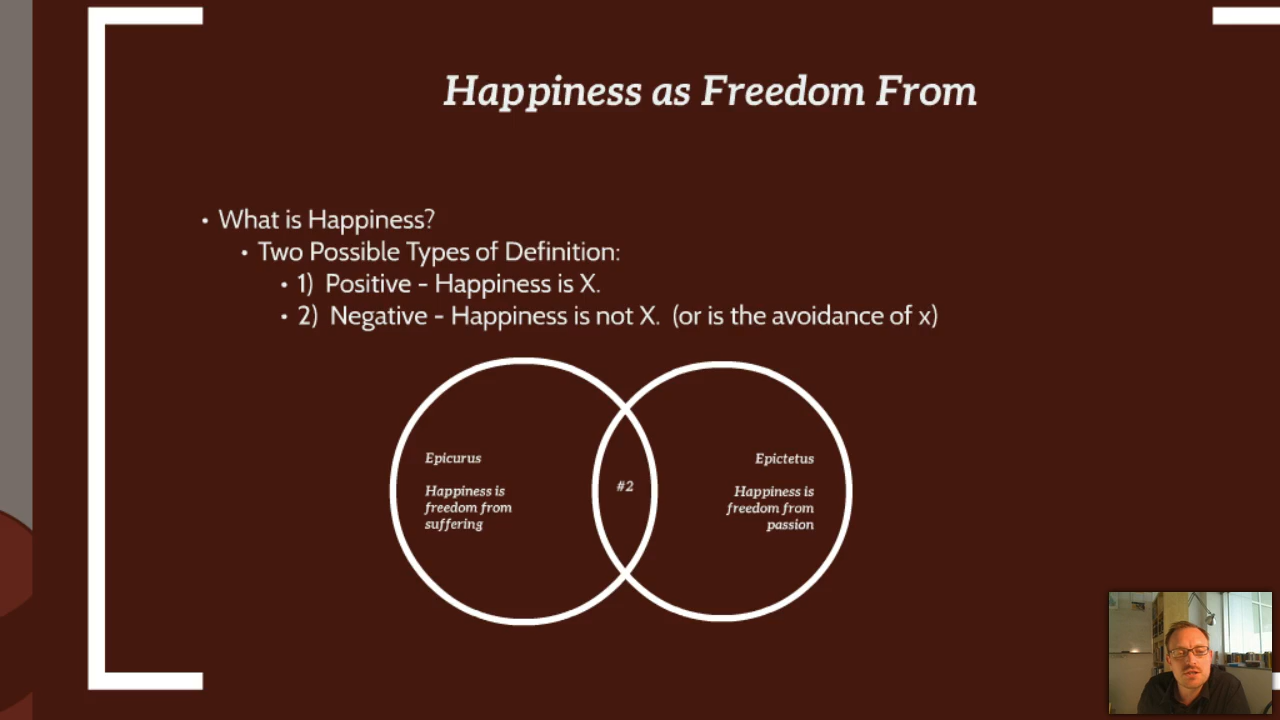 Happiness as Freedom From
• What is Happiness?
• Two Possible Types of Definition:
• 1) Positive - Happiness is X.
• 2) Negative - Happiness is not X. (or is the avoidance of x)
Epicurus
Happiness is
freedom from
suffering
#2
Epictetus
Happiness is
freedom from
passion